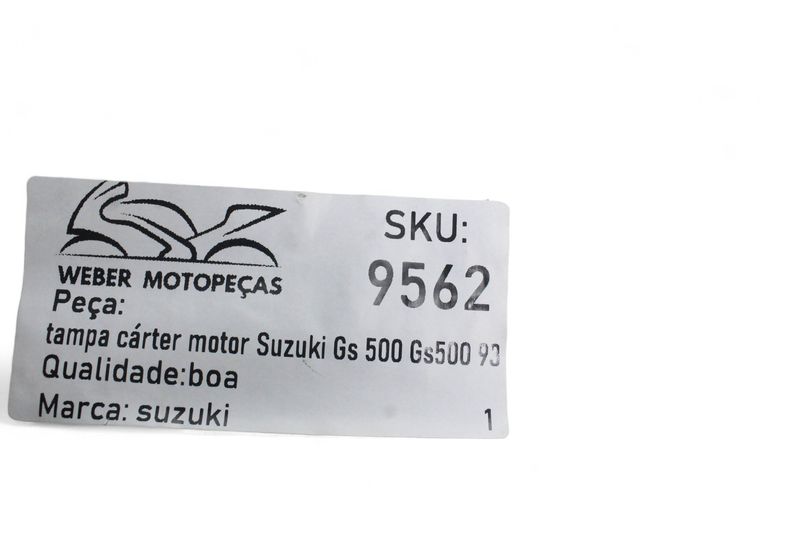 WEBER MOTOPEÇAS
SKU:
9562
Peça:
tampa cárter motor Suzuki Gs 500 Gs500 93
Qualidade:boa
Marca: suzuki
1